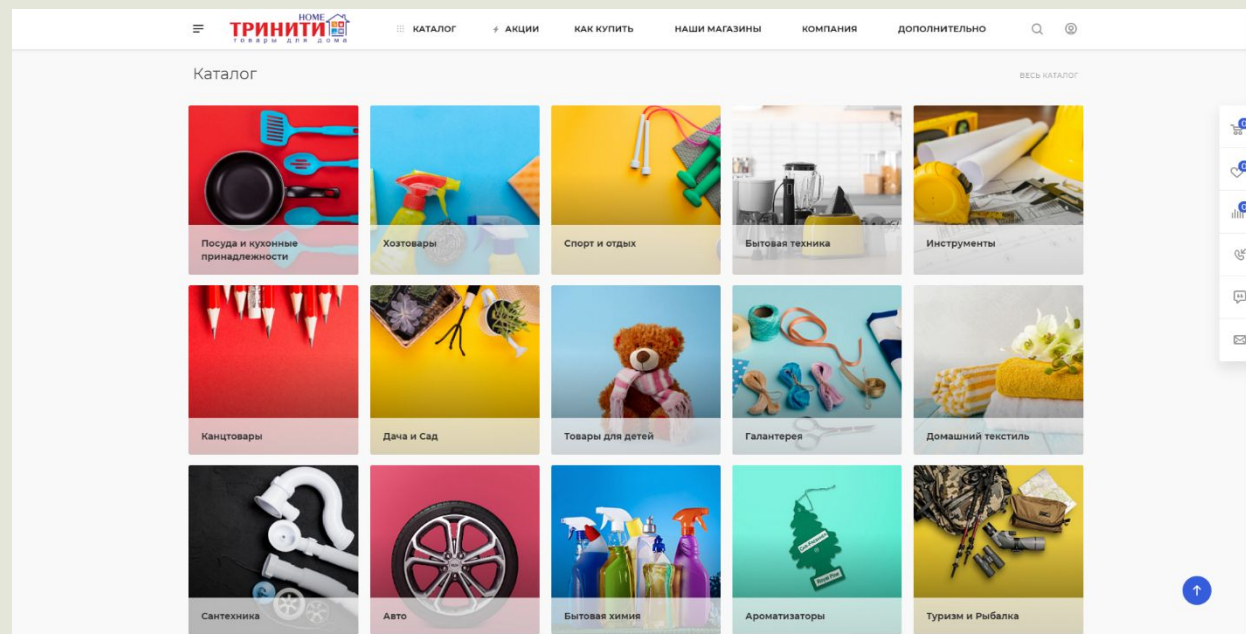 HOME
ТРИНИТИ
товары для дома
КАТАЛОГ
АКЦИИ
КАК КУПИТЬ
НАШИ МАГАЗИНЫ
КОМПАНИЯ
ДОПОЛНИТЕЛЬНО
Каталог
ВЕСЬ КАТАЛОГ
Посуда и кухонные
принадлежности
Хозтовары
Спорт и отдых
Бытовая техника
Инструменты
Канцтовары
Дача и Сад
Товары для детей
Галантерея
Домашний текстиль
Сантехника
Авто
Бытовая химия
Ароматизаторы
Royal Pine
Туризм и Рыбалка